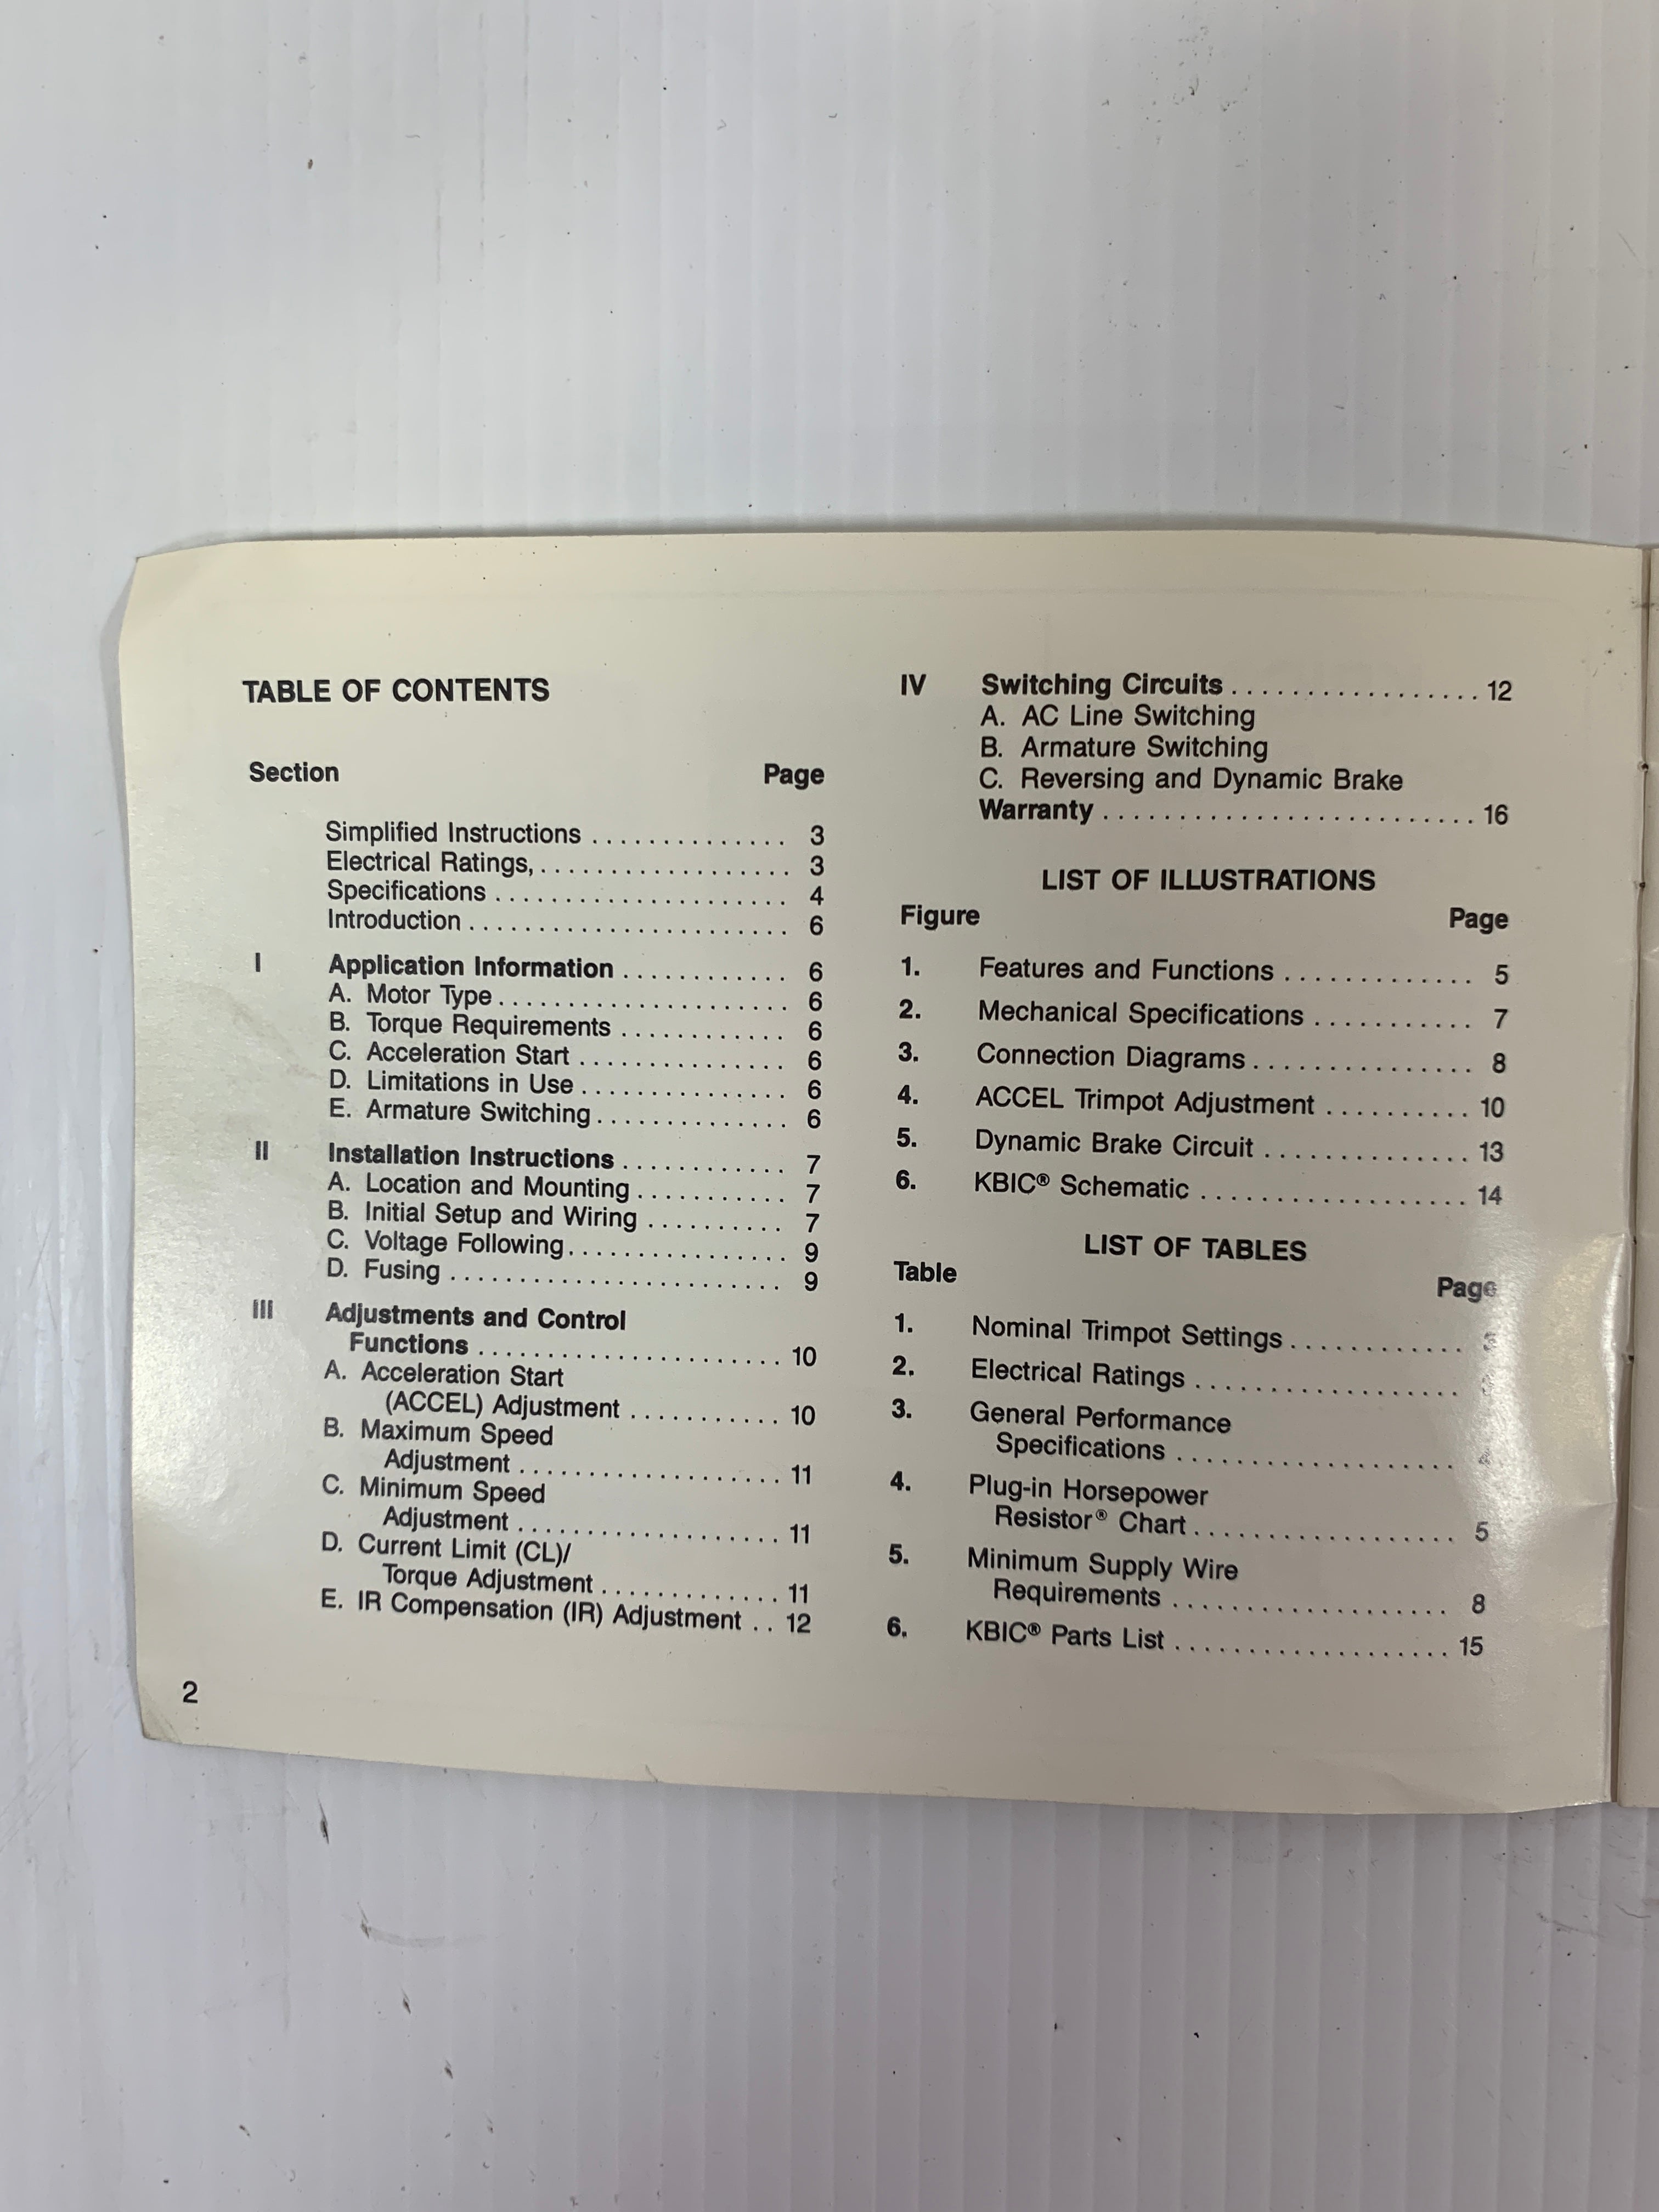 TABLE OF CONTENTS
Section Page
Simplified Instructions .............. 3
Electrical Ratings, .................. 3
Specifications ..................... 4
Introduction ....................... 6
I Application Information ............ 6
A. Motor Type ..................... 6
B. Torque Requirements ............ 6
C. Acceleration Start ............... 6
D. Limitations in Use ............... 6
E. Armature Switching .............. 6
II Installation Instructions ............ 7
A. Location and Mounting ........... 7
B. Initial Setup and Wiring .......... 7
C. Voltage Following ................ 9
D. Fusing ........................ 9
III Adjustments and Control
Functions ...................... 10
A. Acceleration Start
(ACCEL) Adjustment ........... 10
B. Maximum Speed
Adjustment ................... 11
C. Minimum Speed
Adjustment ................... 11
D. Current Limit (CL)/
Torque Adjustment ............. 11
E. IR Compensation (IR) Adjustment .. 12
2
IV Switching Circuits ................. 12
A. AC Line Switching
B. Armature Switching
C. Reversing and Dynamic Brake
Warranty ......................... 16
LIST OF ILLUSTRATIONS
Figure Page
1. Features and Functions ............. 5
2. Mechanical Specifications ........... 7
3. Connection Diagrams ............... 8
4. ACCEL Trimpot Adjustment .......... 10
5. Dynamic Brake Circuit .............. 13
6. KBIC® Schematic .................. 14
LIST OF TABLES
Table Page
1. Nominal Trimpot Settings ............
2. Electrical Ratings ...................
3. General Performance
Specifications .................... 4
4. Plug-in Horsepower
Resistor® Chart .................. 5
5. Minimum Supply Wire
Requirements ................... 8
6. KBIC® Parts List ................... 15